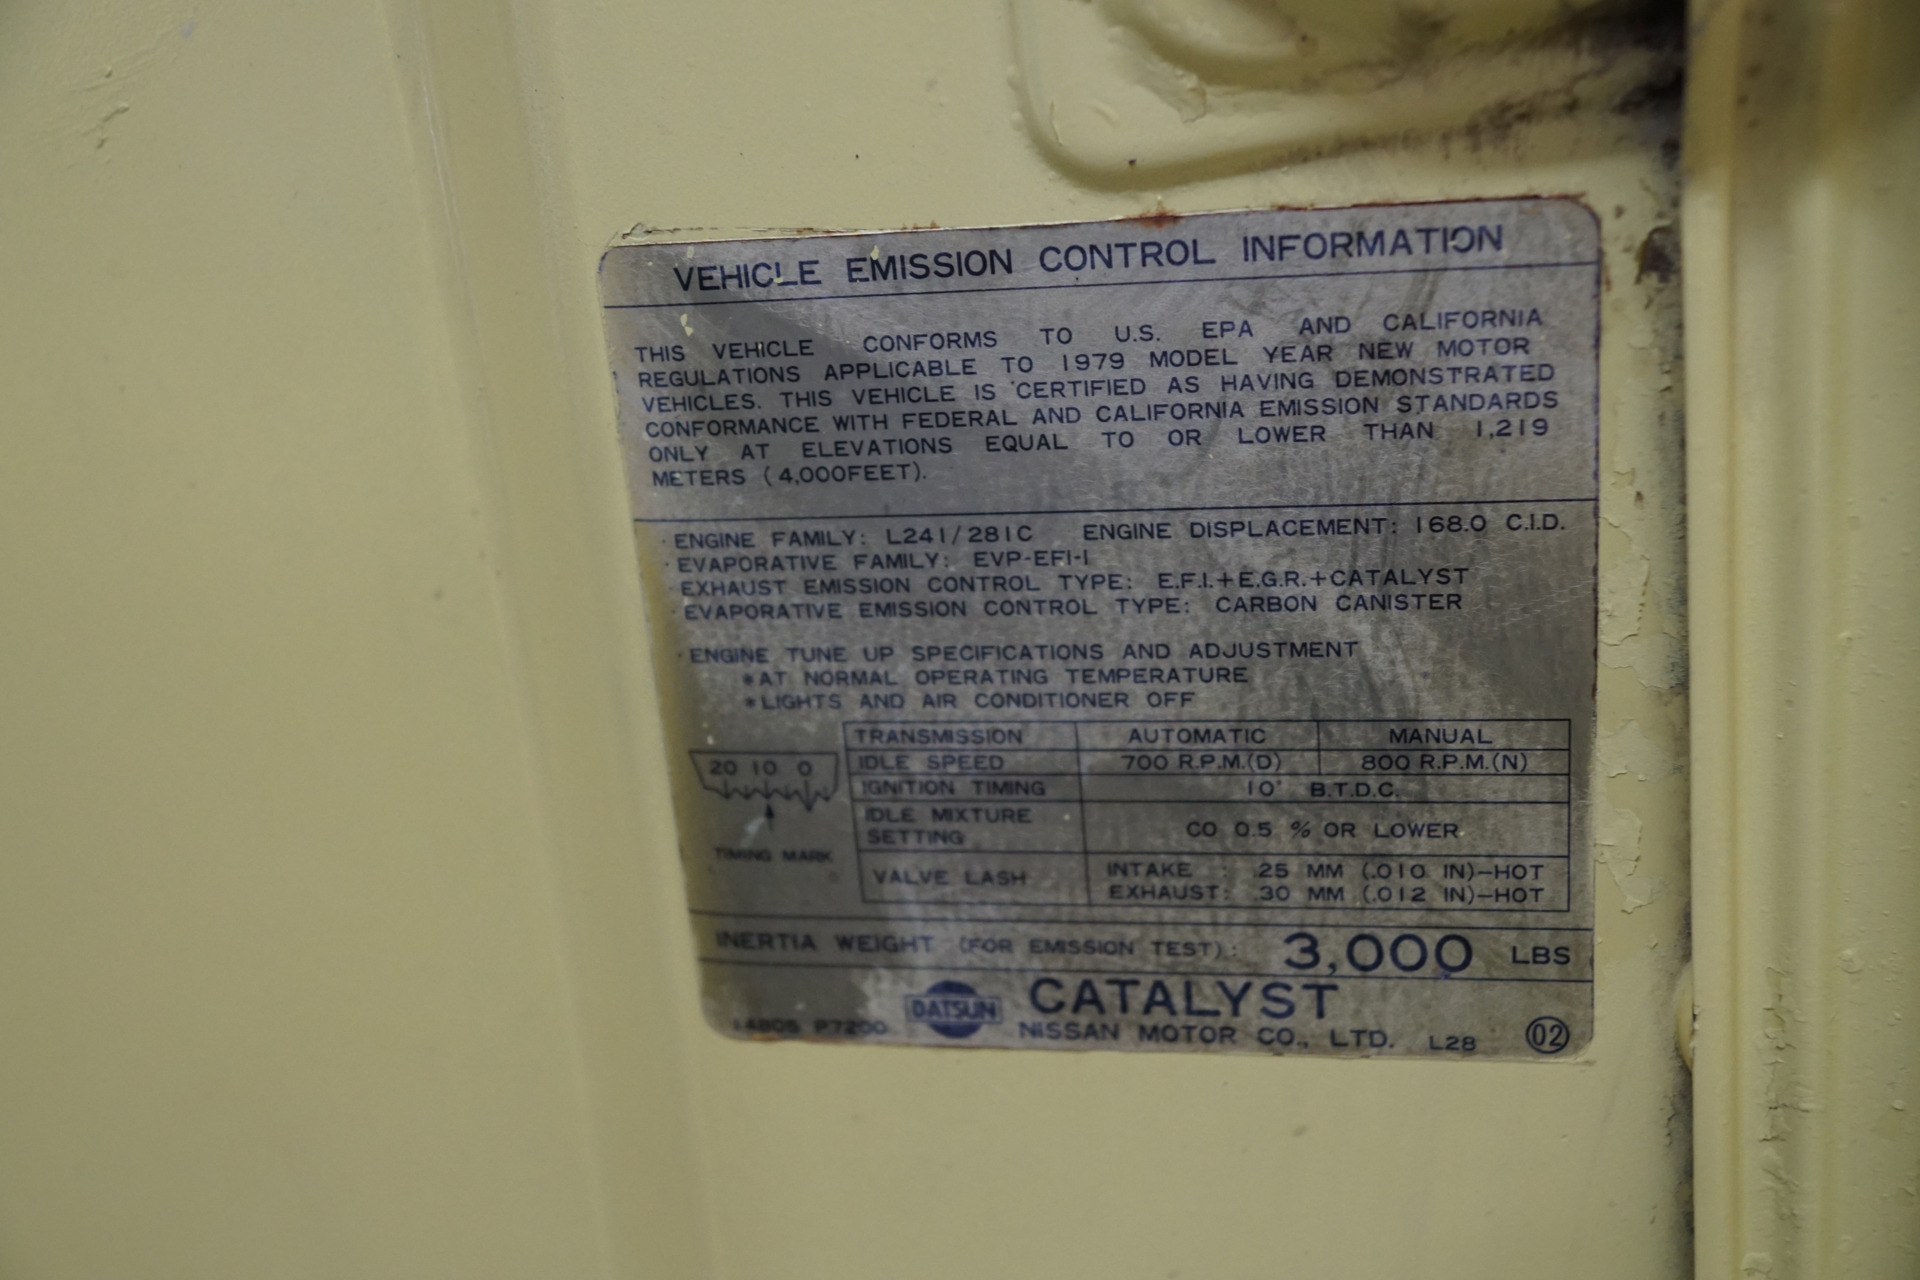 VEHICLE EMISSION CONTROL INFORMATION
THIS VEHICLE CONFORMS TO U.S. EPA AND CALIFORNIA
REGULATIONS APPLICABLE TO 1979 MODEL YEAR NEW MOTOR
VEHICLES. THIS VEHICLE IS CERTIFIED AS HAVING DEMONSTRATED
CONFORMANCE WITH FEDERAL AND CALIFORNIA EMISSION STANDARDS
ONLY AT ELEVATIONS EQUAL TO OR LOWER THAN 1,219
METERS (4,000FEET).
· ENGINE FAMILY: L241/281C ENGINE DISPLACEMENT: 168.0 C.I.D.
· EVAPORATIVE FAMILY: EVP-EFI-1
· EXHAUST EMISSION CONTROL TYPE: E.F.I.+E.G.R.+CATALYST
· EVAPORATIVE EMISSION CONTROL TYPE: CARBON CANISTER
· ENGINE TUNE UP SPECIFICATIONS AND ADJUSTMENT
*AT NORMAL OPERATING TEMPERATURE
*LIGHTS AND AIR CONDITIONER OFF
20 10 0
TIMING MARK
TRANSMISSION AUTOMATIC MANUAL
IDLE SPEED 700 R.P.M.(D) 800 R.P.M.(N)
IGNITION TIMING 10° B.T.D.C.
IDLE MIXTURE
SETTING CO 0.5 % OR LOWER
VALVE LASH INTAKE : .25 MM (.010 IN)-HOT
EXHAUST: .30 MM (.012 IN)-HOT
INERTIA WEIGHT (FOR EMISSION TEST): 3,000 LBS
14805 P7200 DATSUN CATALYST
NISSAN MOTOR CO., LTD. L28 02